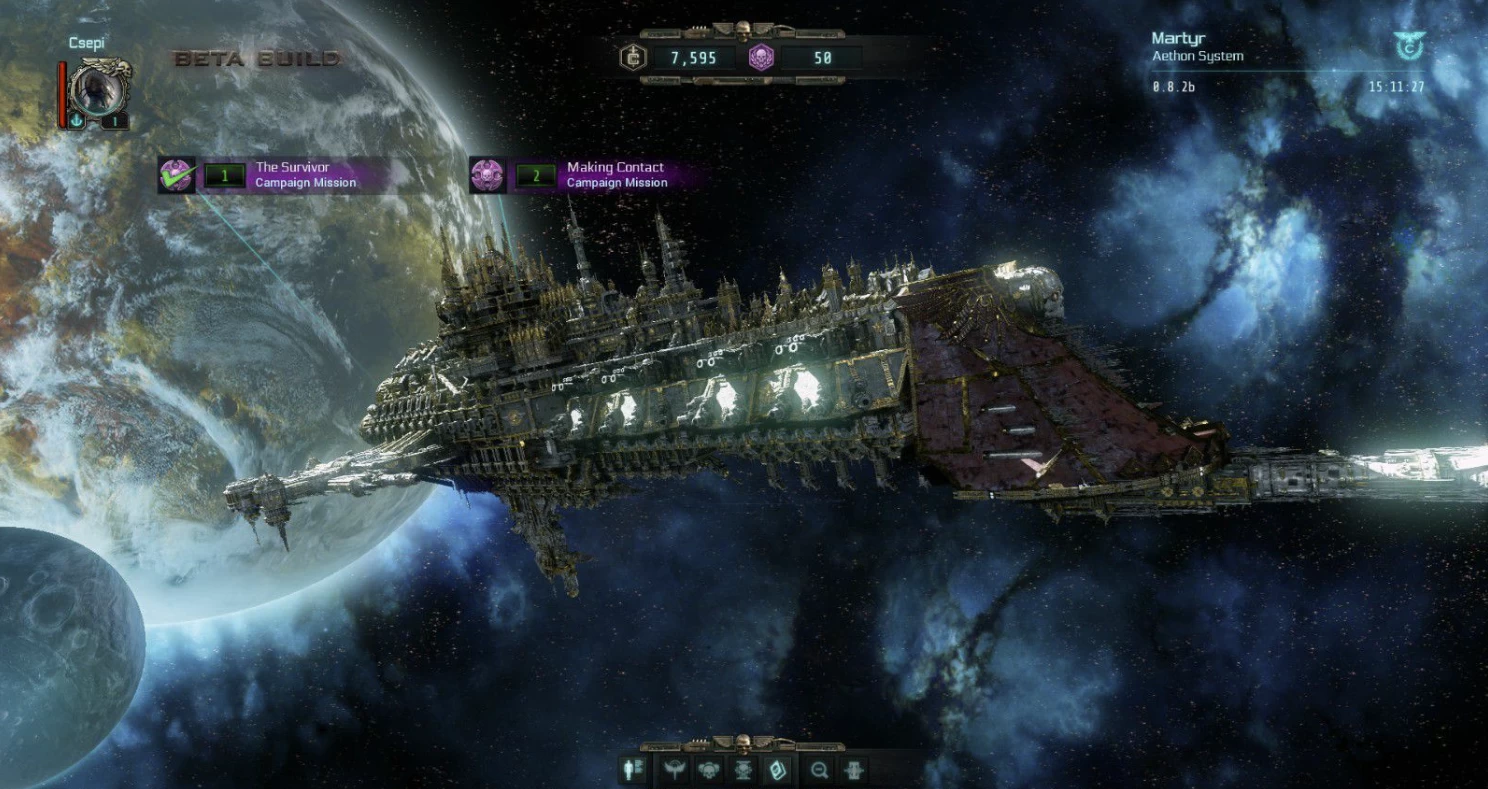 Csepi
BETA BUILD
1
7,595
50
Martyr
Aethon System
0.8.2b
15:11:27
1
The Survivor
Campaign Mission
2
Making Contact
Campaign Mission